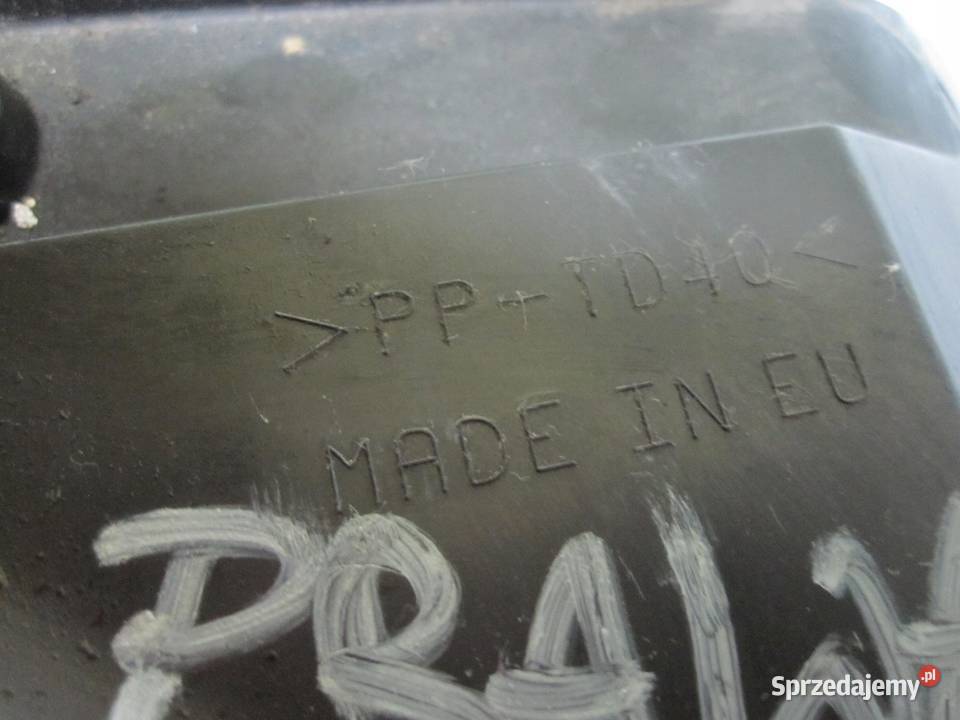 >PP+TD40<
MADE IN EU
PRAW
Sprzedajemy.pl